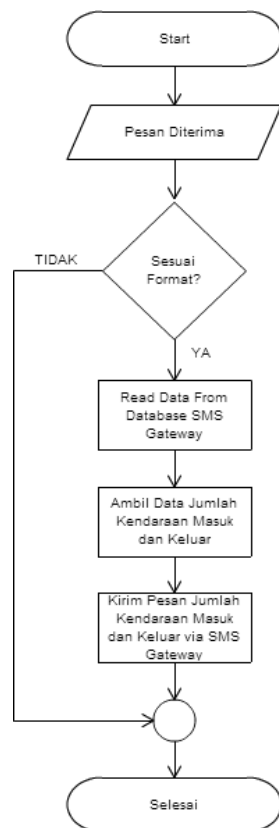 Start
Pesan Diterima
Sesuai
Format?
TIDAK
YA
Read Data From
Database SMS
Gateway
Ambil Data Jumlah
Kendaraan Masuk
dan Keluar
Kirim Pesan Jumlah
Kendaraan Masuk
dan Keluar via SMS
Gateway
Selesai